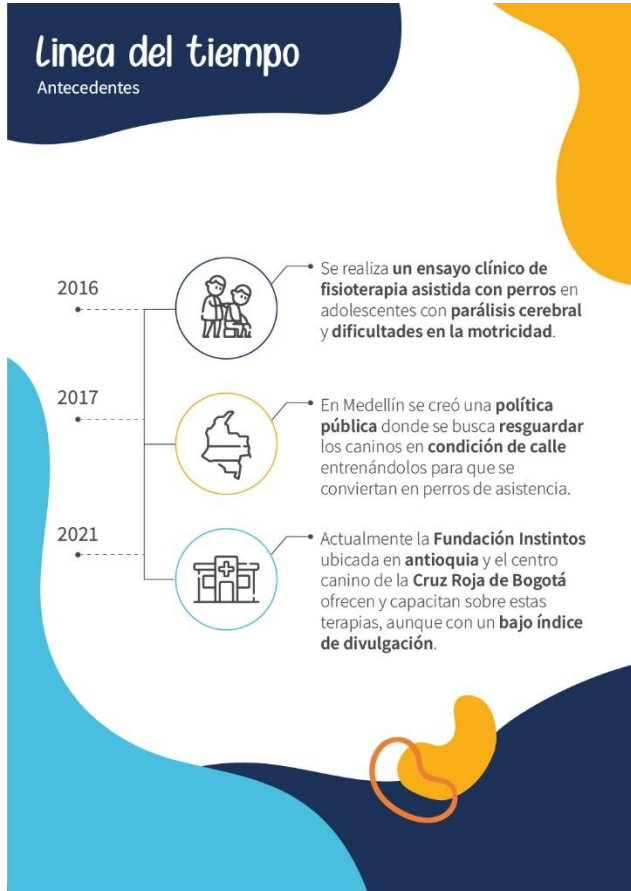 Linea del tiempo
Antecedentes
2016
Se realiza un ensayo clínico de
fisioterapia asistida con perros en
adolescentes con parálisis cerebral
y dificultades en la motricidad.
2017
En Medellín se creó una política
pública donde se busca resguardar
los caninos en condición de calle
entrenándolos para que se
conviertan en perros de asistencia.
2021
Actualmente la Fundación Instintos
ubicada en antioquia y el centro
canino de la Cruz Roja de Bogotá
ofrecen y capacitan sobre estas
terapias, aunque con un bajo índice
de divulgación.